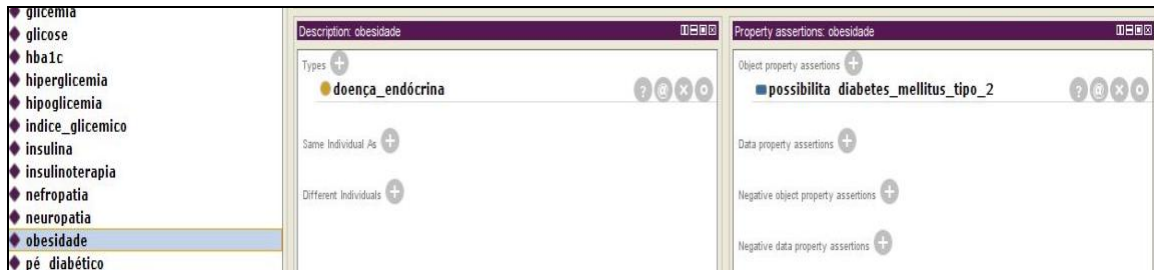 glicemia
glicose
hba1c
hiperglicemia
hipoglicemia
indice_glicemico
insulina
insulinoterapia
nefropatia
neuropatia
obesidade
pé_diabético
Description: obesidade
Types
doença_endócrina
Same Individual As
Different Individuals
Property assertions: obesidade
Object property assertions
possibilita diabetes_mellitus_tipo_2
Data property assertions
Negative object property assertions
Negative data property assertions